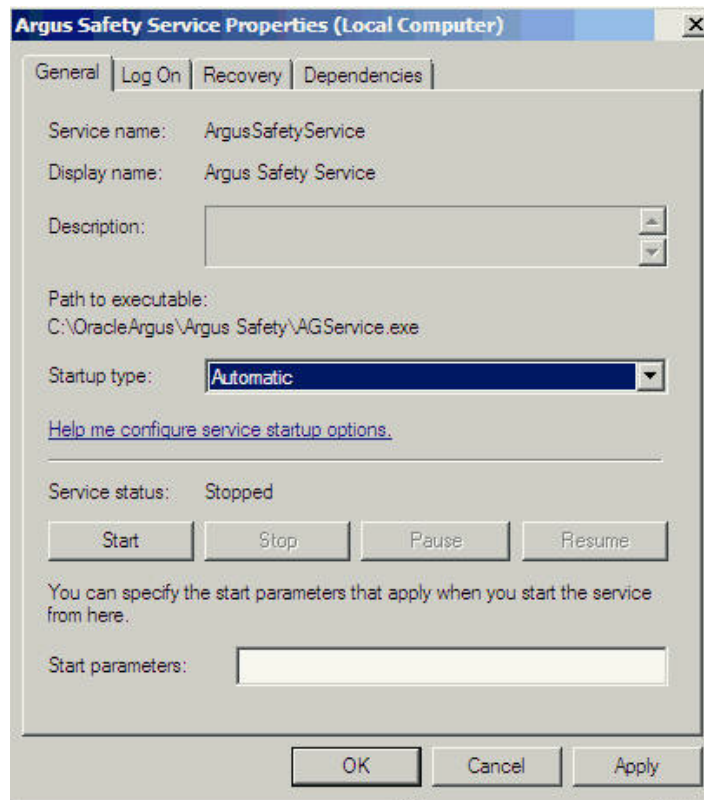 Argus Safety Service Properties (Local Computer)
General Log On Recovery Dependencies
Service name: ArgusSafetyService
Display name: Argus Safety Service
Description:
Path to executable:
C:\OracleArgus\Argus Safety\AGService.exe
Startup type: Automatic
Help me configure service startup options.
Service status: Stopped
Start Stop Pause Resume
You can specify the start parameters that apply when you start the service
from here.
Start parameters:
OK Cancel Apply